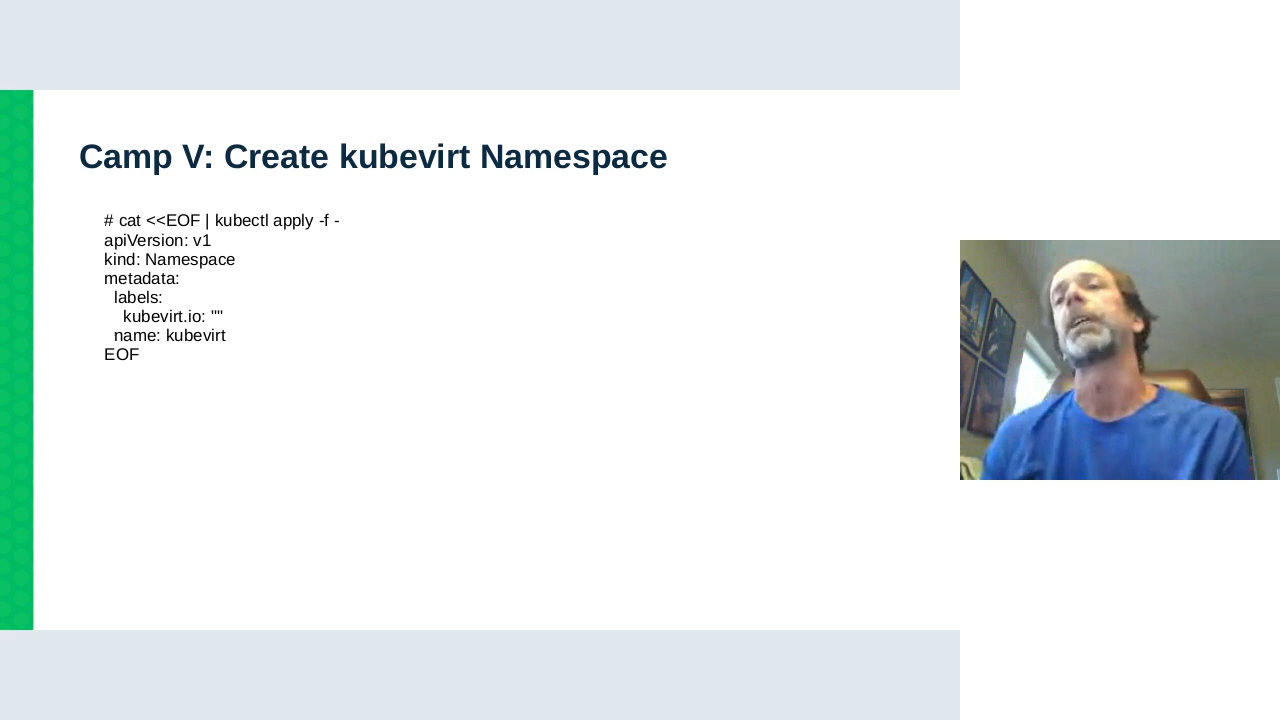 Camp V: Create kubevirt Namespace
# cat <<EOF | kubectl apply -f -
apiVersion: v1
kind: Namespace
metadata:
  labels:
    kubevirt.io: ""
  name: kubevirt
EOF